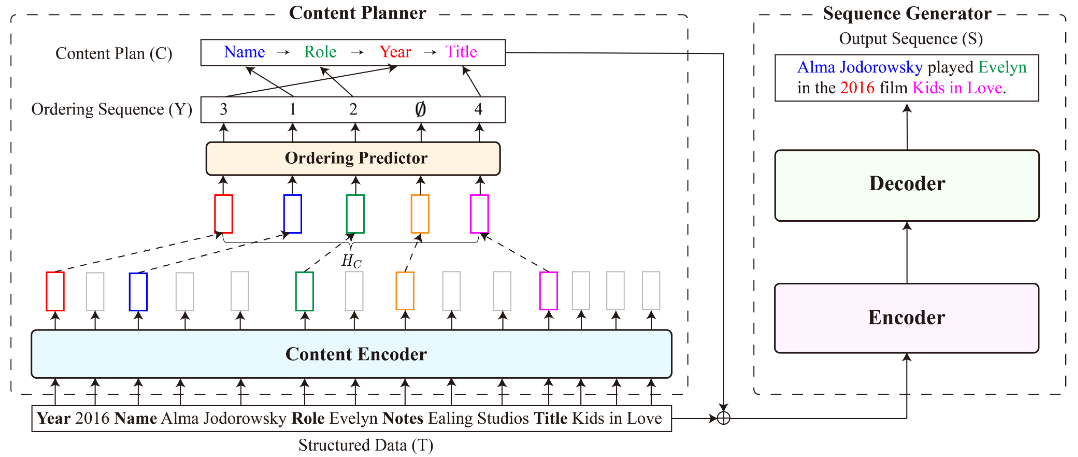 Content Planner
Content Plan (C)
Name → Role → Year → Title
Ordering Sequence (Y)
3 1 2 ∅ 4
Ordering Predictor
H_C
Content Encoder
Year 2016 Name Alma Jodorowsky Role Evelyn Notes Ealing Studios Title Kids in Love
Structured Data (T)
Sequence Generator
Output Sequence (S)
Alma Jodorowsky played Evelyn
in the 2016 film Kids in Love.
Decoder
Encoder